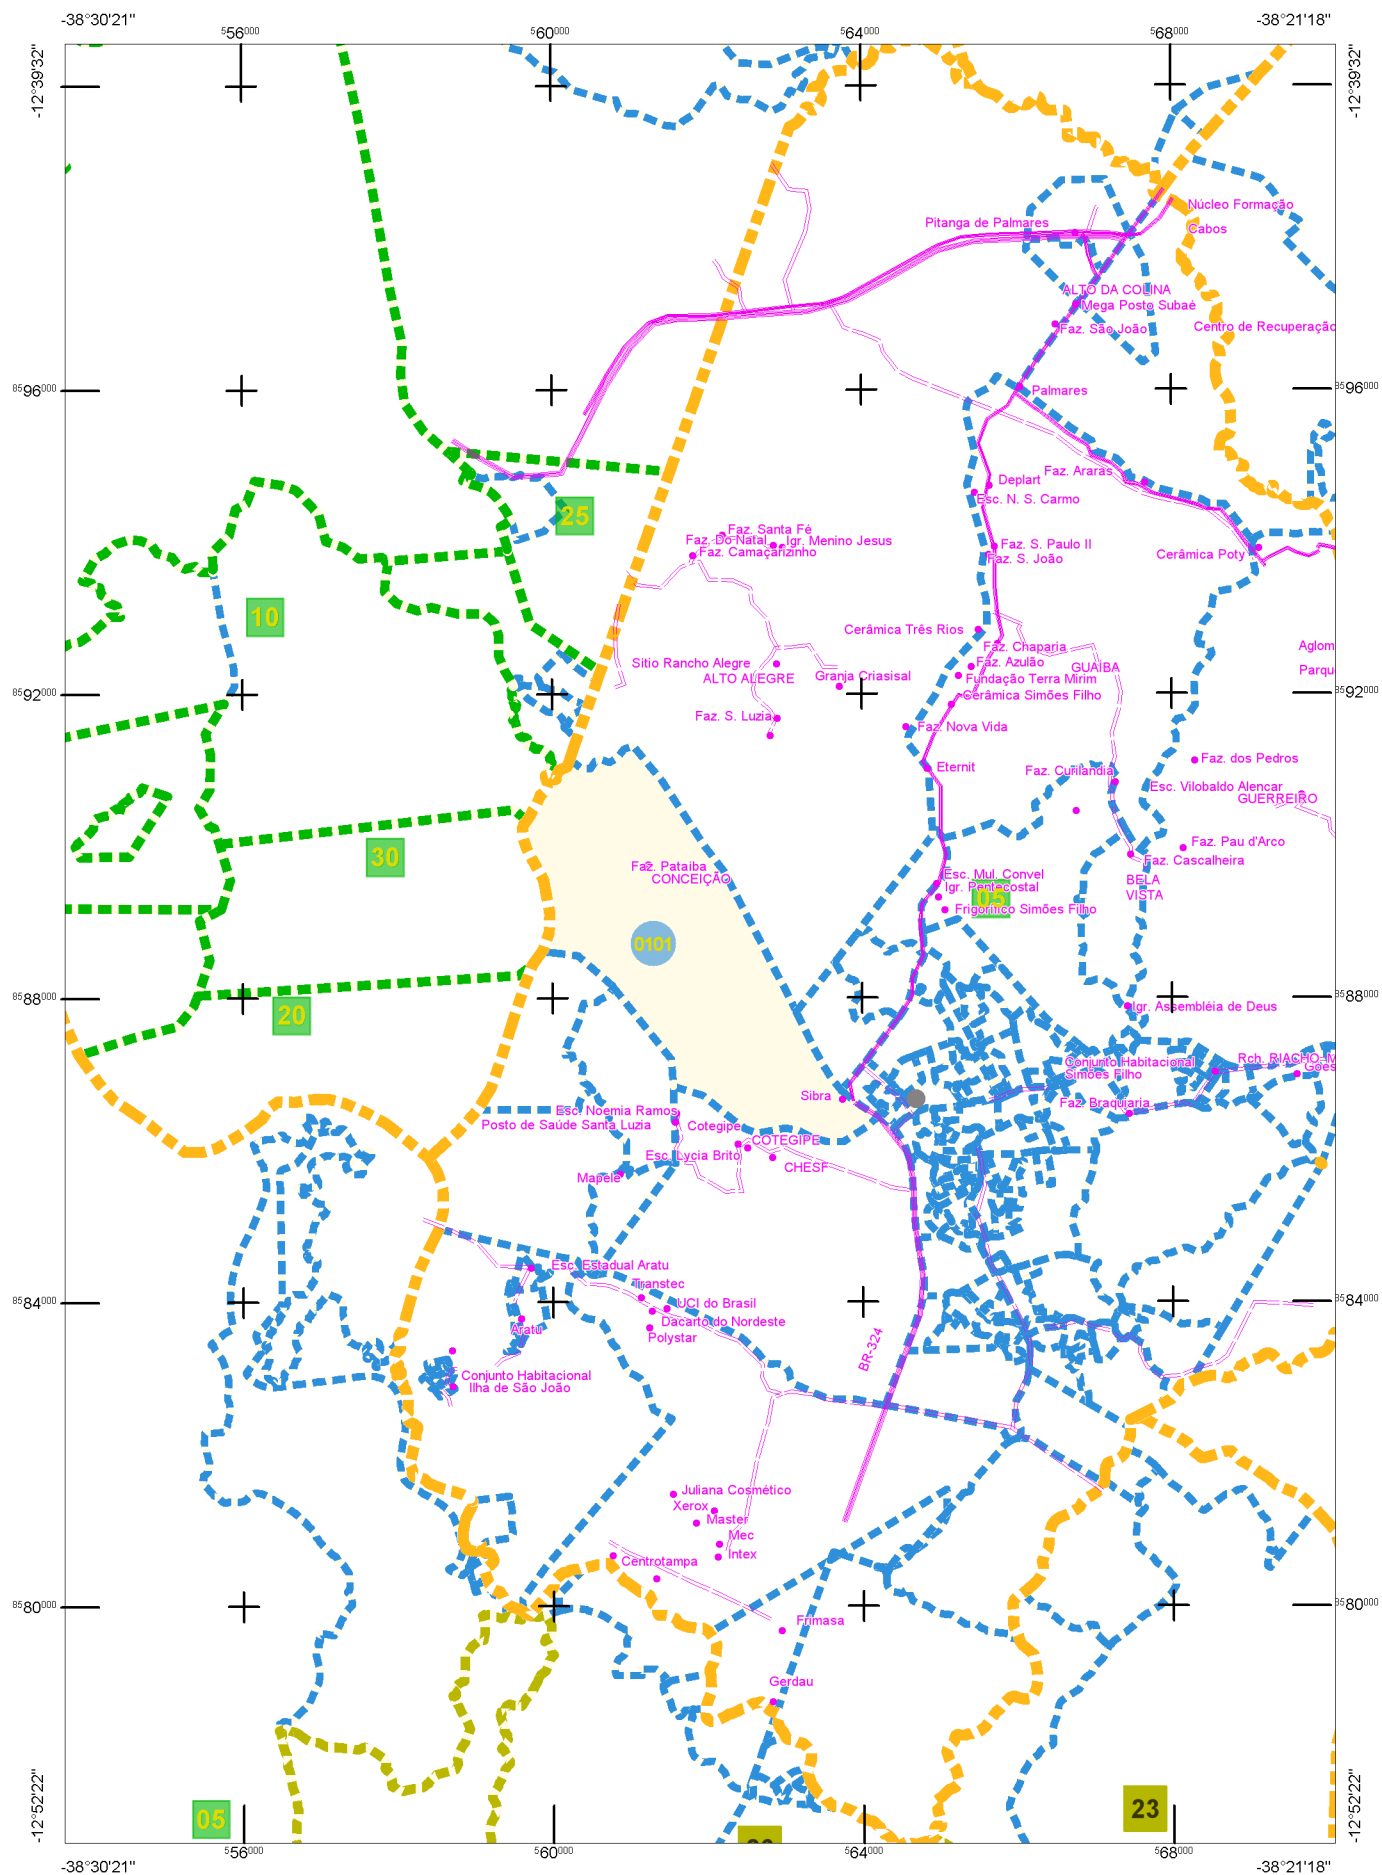 -38°30'21"
-38°21'18"
556000
560000
564000
568000
-12°39'32"
-12°39'32"
Núcleo Formação
Pitanga de Palmares
Cabos
ALTO DA COLINA
Mega Posto Subaé
Faz. São João
Centro de Recuperação
8596000
8596000
Palmares
Faz. Araras
Deplart
Esc. N. S. Carmo
25
Faz. Santa Fé
Faz. Do Natal
Igr. Menino Jesus
Faz. Camaçarizinho
Faz. S. Paulo II
Faz. S. João
Cerâmica Poty
10
Cerâmica Três Rios
Faz. Chaparia
Aglom
Sítio Rancho Alegre
Faz. Azulão
GUAÍBA
Parqu
ALTO ALEGRE
Granja Criasisal
Fundação Terra Mirim
8592000
8592000
Cerâmica Simões Filho
Faz. S. Luzia
Faz. Nova Vida
Eternit
Faz. Curilandia
Faz. dos Pedros
Esc. Vilobaldo Alencar
GUERREIRO
Faz. Pau d'Arco
30
Faz. Cascalheira
Faz. Pataiba
CONCEIÇÃO
Esc. Mul. Convel
Igr. Pentecostal
BELA
VISTA
05
Frigorífico Simões Filho
0101
8588000
8588000
20
Igr. Assembléia de Deus
Conjunto Habitacional
Simões Filho
Rch. RIACHO M
Goes
Sibra
Faz. Braquiaria
Esc. Noemia Ramos
Posto de Saúde Santa Luzia
Cotegipe
COTEGIPE
Esc. Lycia Brito
CHESF
Mapele
Esc. Estadual Aratu
Transtec
8584000
8584000
UCI do Brasil
Dacarto do Nordeste
Aratu
Polystar
BR-324
Conjunto Habitacional
Ilha de São João
Juliana Cosmético
Xerox
Master
Mec
Intex
Centrotampa
8580000
8580000
Frimasa
Gerdau
05
23
-12°52'22"
-12°52'22"
556000
560000
564000
568000
-38°30'21"
-38°21'18"